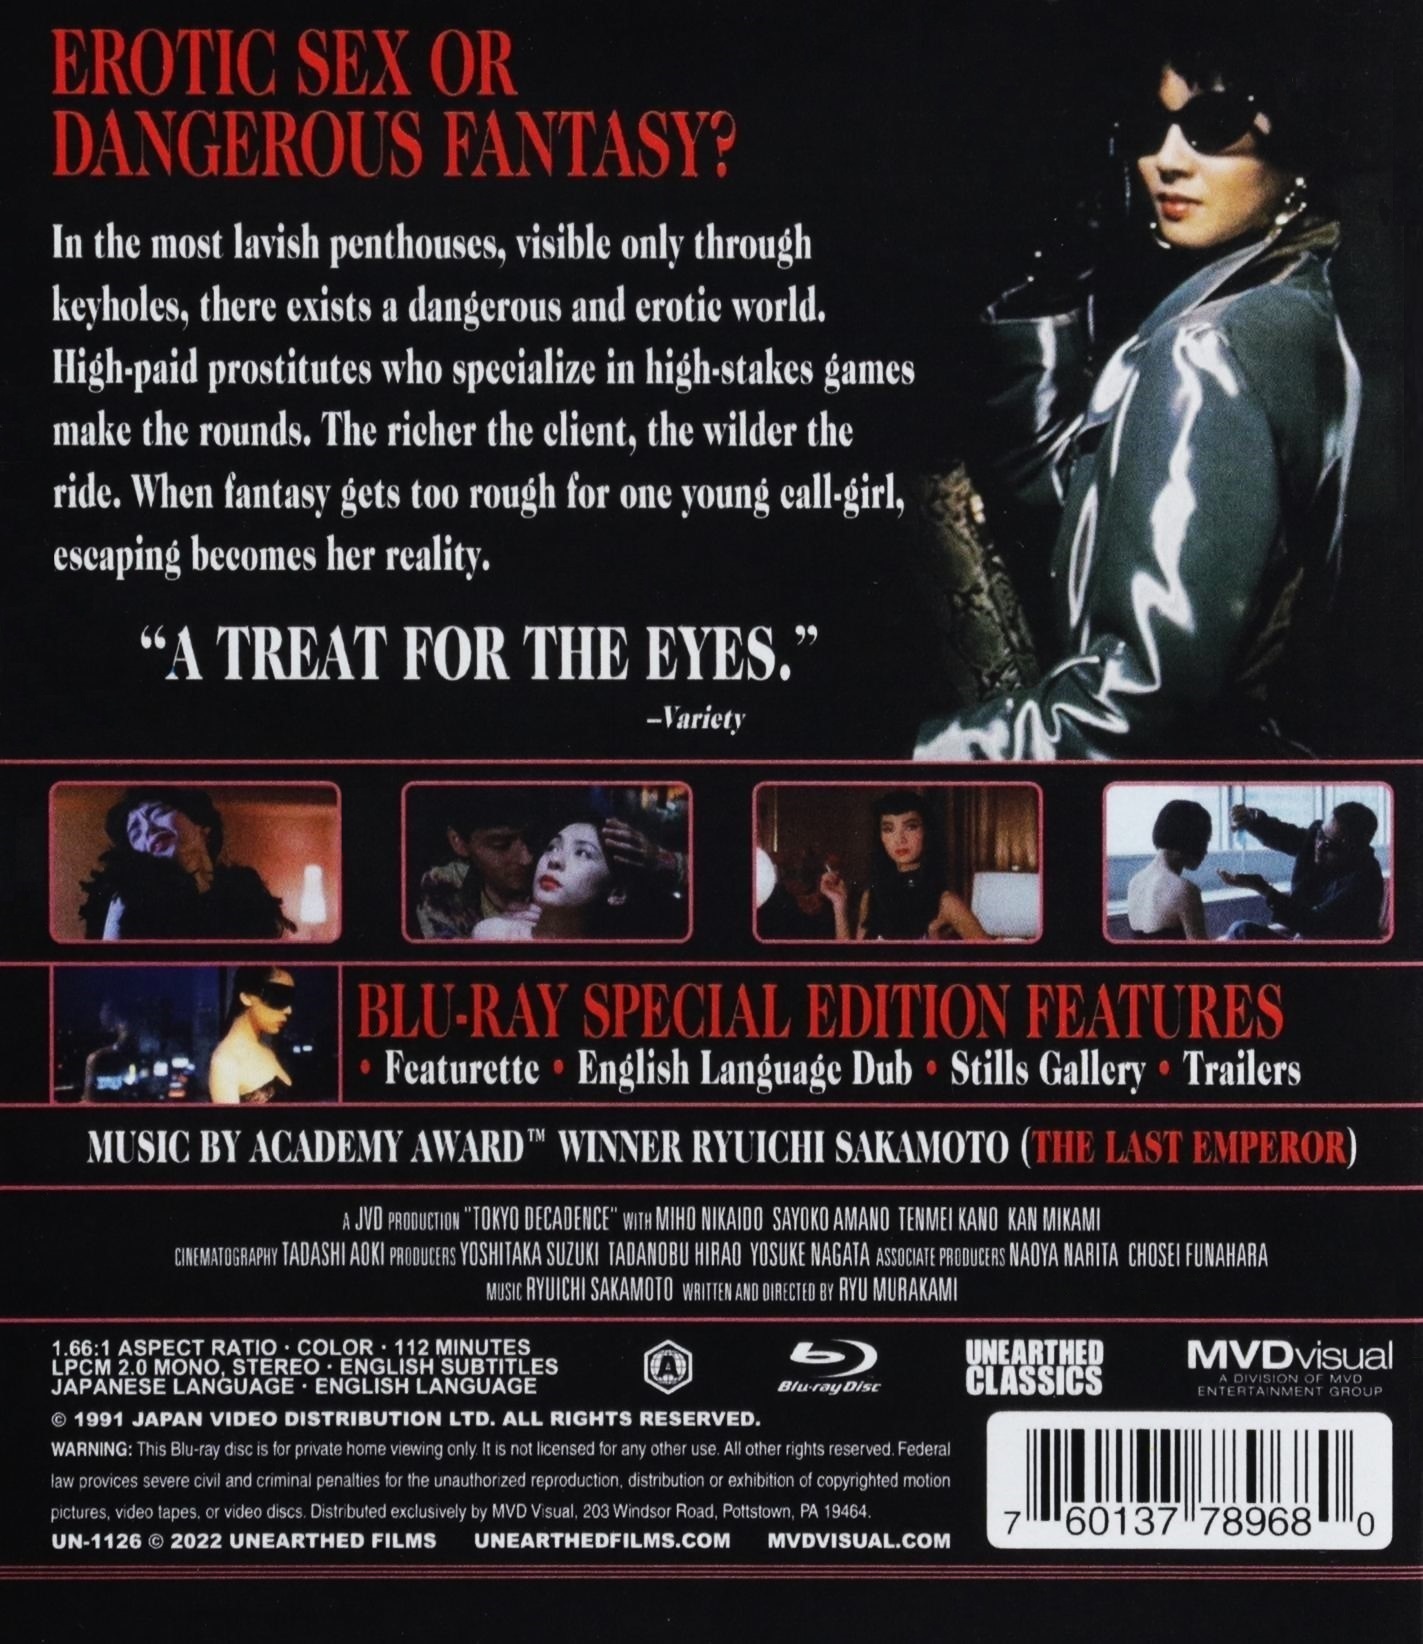 EROTIC SEX OR
DANGEROUS FANTASY?
In the most lavish penthouses, visible only through
keyholes, there exists a dangerous and erotic world.
High-paid prostitutes who specialize in high-stakes games
make the rounds. The richer the client, the wilder the
ride. When fantasy gets too rough for one young call-girl,
escaping becomes her reality.
“A TREAT FOR THE EYES.”
–Variety
BLU-RAY SPECIAL EDITION FEATURES
• Featurette • English Language Dub • Stills Gallery • Trailers
MUSIC BY ACADEMY AWARD™ WINNER RYUICHI SAKAMOTO (THE LAST EMPEROR)
A JVD PRODUCTION "TOKYO DECADENCE" WITH MIHO NIKAIDO SAYOKO AMANO TENMEI KANO KAN MIKAMI
CINEMATOGRAPHY TADASHI AOKI PRODUCERS YOSHITAKA SUZUKI TADANOBU HIRAO YOSUKE NAGATA ASSOCIATE PRODUCERS NAOYA NARITA CHOSEI FUNAHARA
MUSIC RYUICHI SAKAMOTO WRITTEN AND DIRECTED BY RYU MURAKAMI
1.66:1 ASPECT RATIO · COLOR · 112 MINUTES
LPCM 2.0 MONO, STEREO · ENGLISH SUBTITLES
JAPANESE LANGUAGE · ENGLISH LANGUAGE
A
Blu-ray Disc
UNEARTHED
CLASSICS
MVDvisual
A DIVISION OF MVD
ENTERTAINMENT GROUP
© 1991 JAPAN VIDEO DISTRIBUTION LTD. ALL RIGHTS RESERVED.
WARNING: This Blu-ray disc is for private home viewing only. It is not licensed for any other use. All other rights reserved. Federal
law provices severe civil and criminal penalties for the unauthorized reproduction, distribution or exhibition of copyrighted motion
pictures, video tapes, or video discs. Distributed exclusively by MVD Visual, 203 Windsor Road, Pottstown, PA 19464.
UN-1126 © 2022 UNEARTHED FILMS UNEARTHEDFILMS.COM MVDVISUAL.COM
7 60137 78968 0